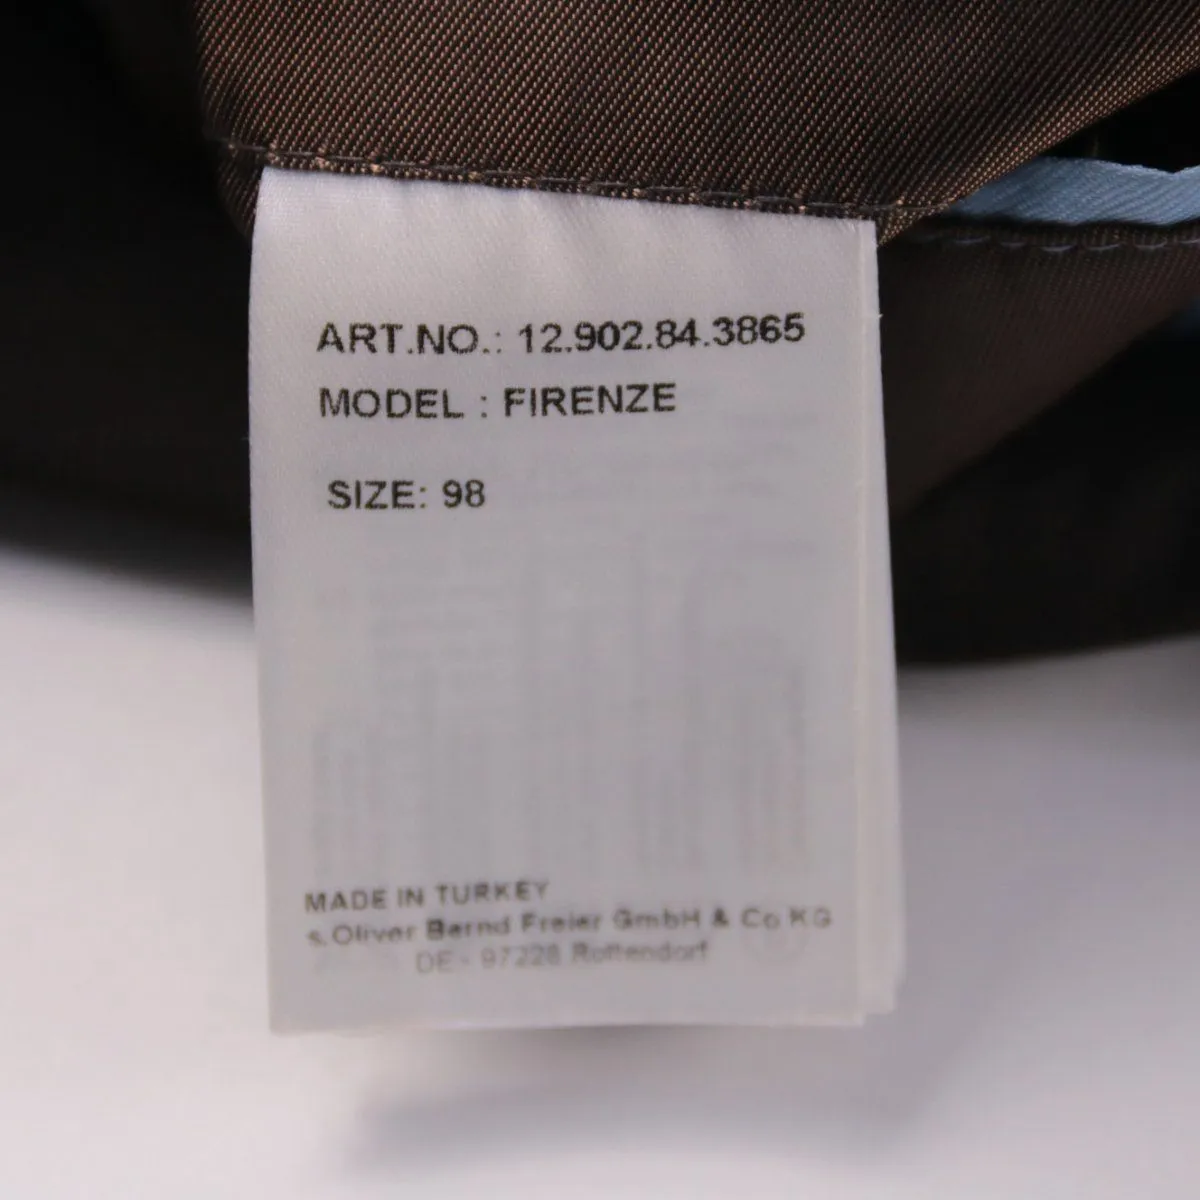 ART.NO.: 12.902.84.3865
MODEL : FIRENZE
SIZE: 98
MADE IN TURKEY
s.Oliver Bernd Freier GmbH & Co KG
DE - 97228 Rottendorf